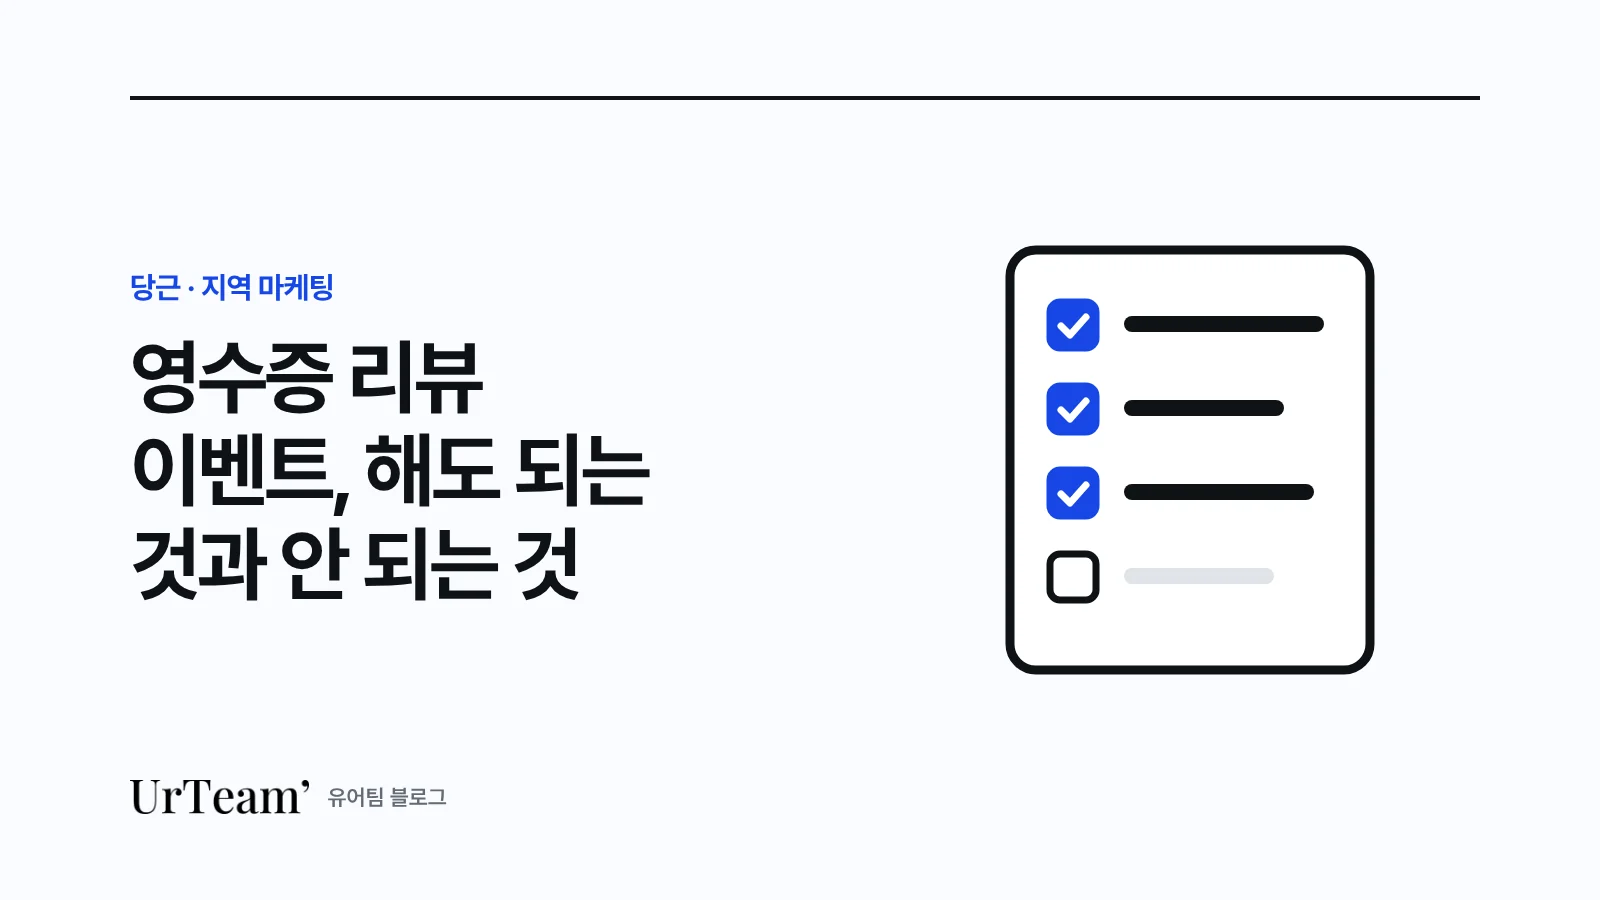 당근 · 지역 마케팅
영수증 리뷰
이벤트, 해도 되는
것과 안 되는 것
UrTeam’ 유어팀 블로그